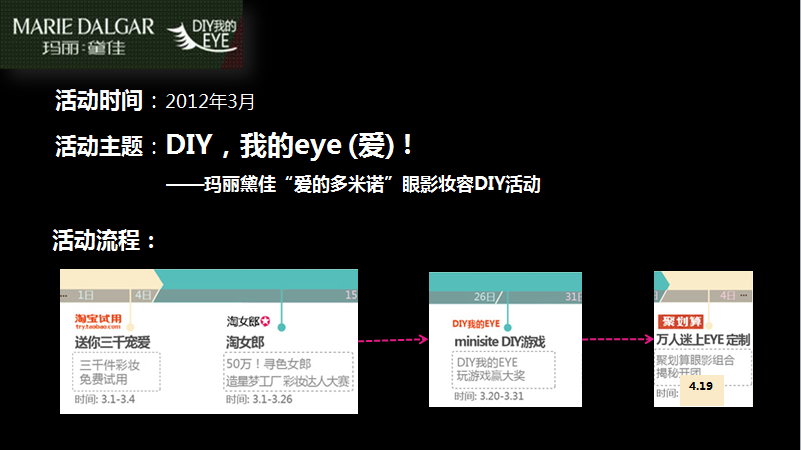 MARIE DALGAR
玛丽·黛佳
DIY我的
EYE
活动时间：2012年3月
活动主题：DIY，我的eye (爱)！
——玛丽黛佳“爱的多米诺”眼影妆容DIY活动
活动流程：
... 1日 4日 15
淘宝试用
try.taobao.com
送你三千宠爱
三千件彩妆
免费试用
时间: 3.1-3.4
淘女郎
淘女郎
50万！寻色女郎
造星梦工厂 彩妆达人大赛
时间: 3.1-3.26
26日 31日
DIY我的EYE
minisite DIY游戏
DIY我的EYE
玩游戏赢大奖
时间: 3.20-3.31
日 4日 ...
聚划算
万人迷上EYE 定制
聚划算眼影组合
揭秘开团
时间:
4.19